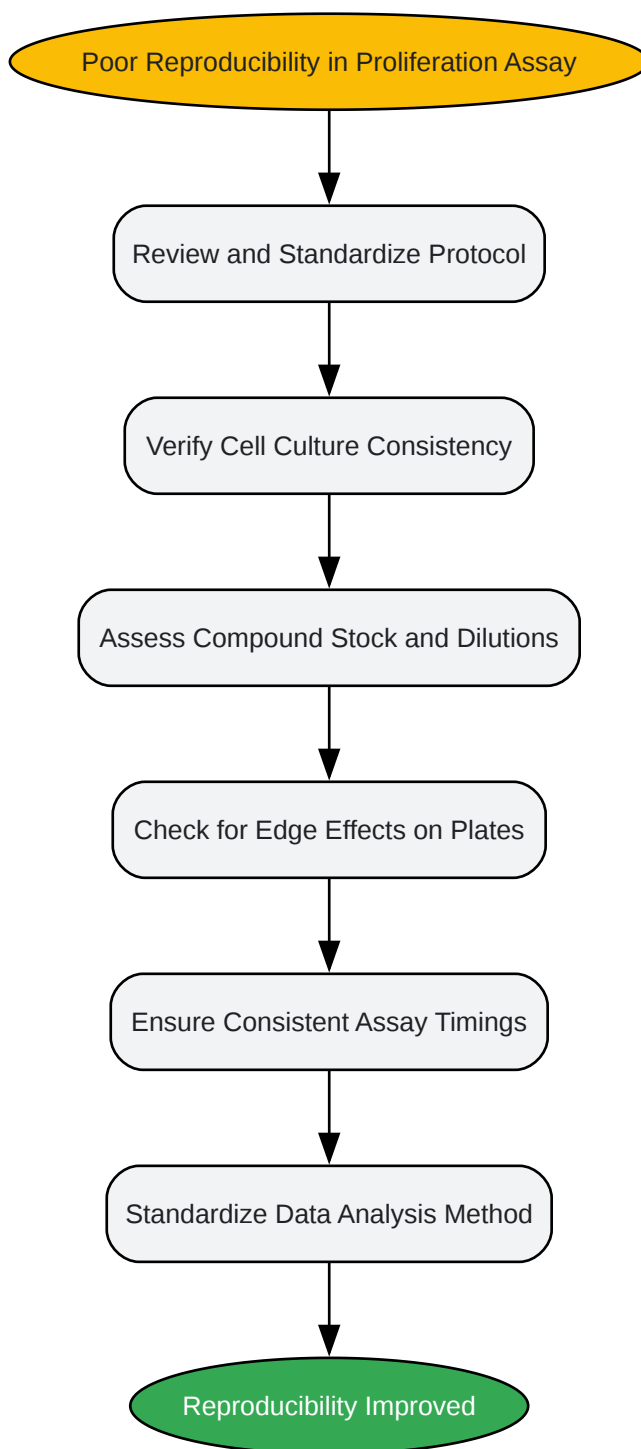 Poor Reproducibility in Proliferation Assay
Review and Standardize Protocol
Verify Cell Culture Consistency
Assess Compound Stock and Dilutions
Check for Edge Effects on Plates
Ensure Consistent Assay Timings
Standardize Data Analysis Method
Reproducibility Improved